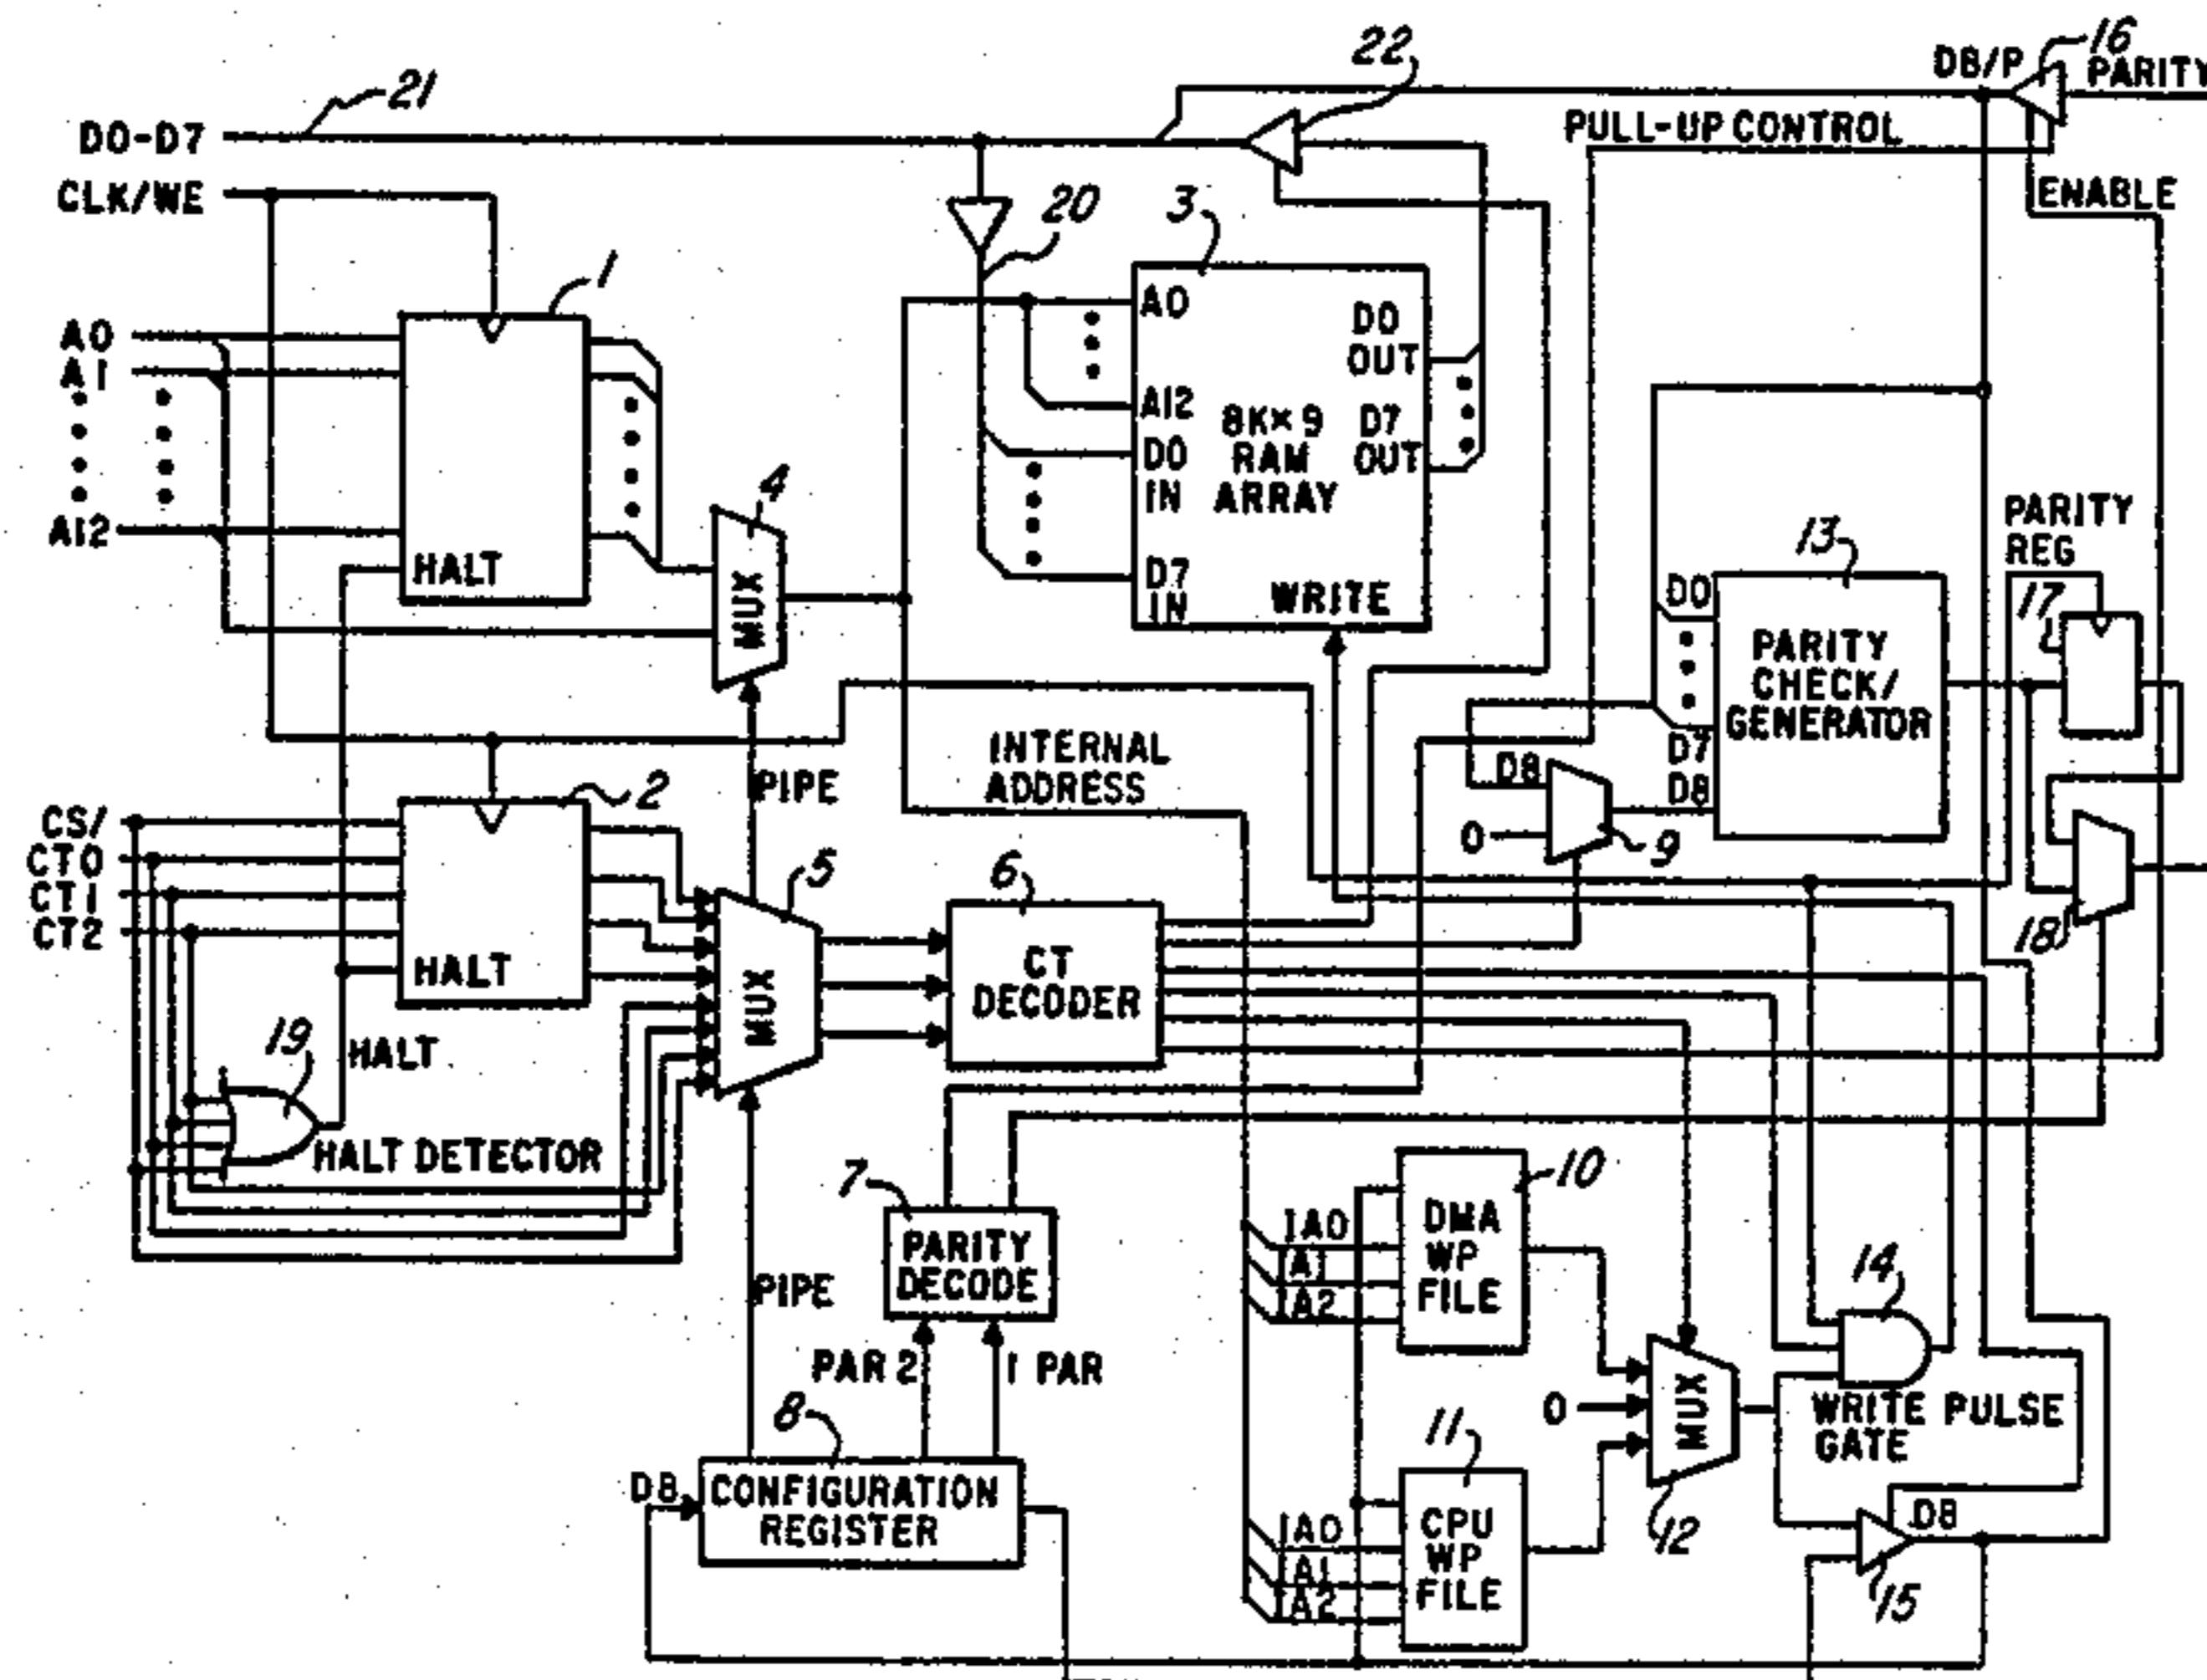 22
16
D8/P
PARITY
21
D0-D7
PULL-UP CONTROL
CLK/WE
20
3
ENABLE
1
A0
A1
A12
HALT
A0
A12
D0
IN
D7
IN
8K×9
RAM
ARRAY
D0
OUT
D7
OUT
WRITE
4
MUX
PARITY
REG
17
13
D0
D7
D8
PARITY
CHECK/
GENERATOR
INTERNAL
ADDRESS
PIPE
D8
0
9
2
CS/
CT0
CT1
CT2
HALT
5
MUX
6
CT
DECODER
18
19
HALT
HALT DETECTOR
7
PARITY
DECODE
PIPE
PAR 2
1 PAR
10
IA0
IA1
IA2
DMA
WP
FILE
14
WRITE PULSE
GATE
0
MUX
12
8
D8
CONFIGURATION
REGISTER
11
IA0
IA1
IA2
CPU
WP
FILE
D8
15